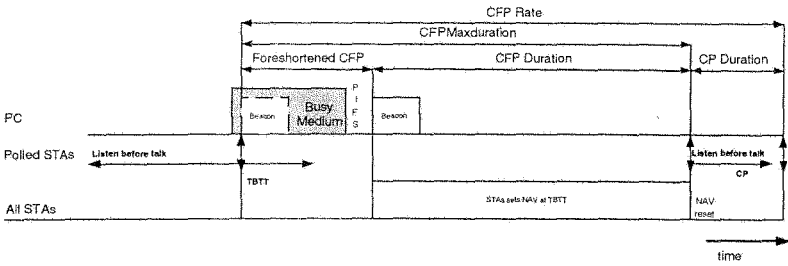 CFP Rate
CFPMaxduration
Foreshortened CFP
CFP Duration
CP Duration
PIFS
Beacon
Busy
Medium
Beacon
PC
Polled STAs
Listen before talk
Listen before talk
TBTT
CP
STAs sets NAV at TBTT
All STAs
NAV
reset
time